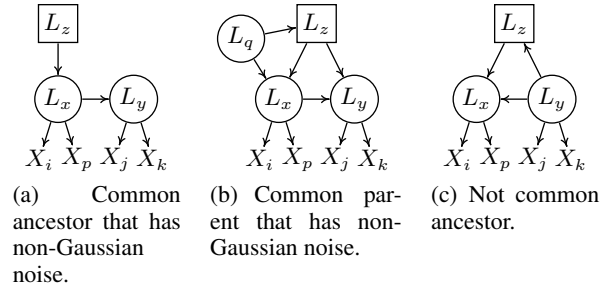 L_z
L_x L_y
X_i X_p X_j X_k
(a) Common
ancestor that has
non-Gaussian
noise.
L_q L_z
L_x L_y
X_i X_p X_j X_k
(b) Common par-
ent that has non-
Gaussian noise.
L_z
L_x L_y
X_i X_p X_j X_k
(c) Not common
ancestor.